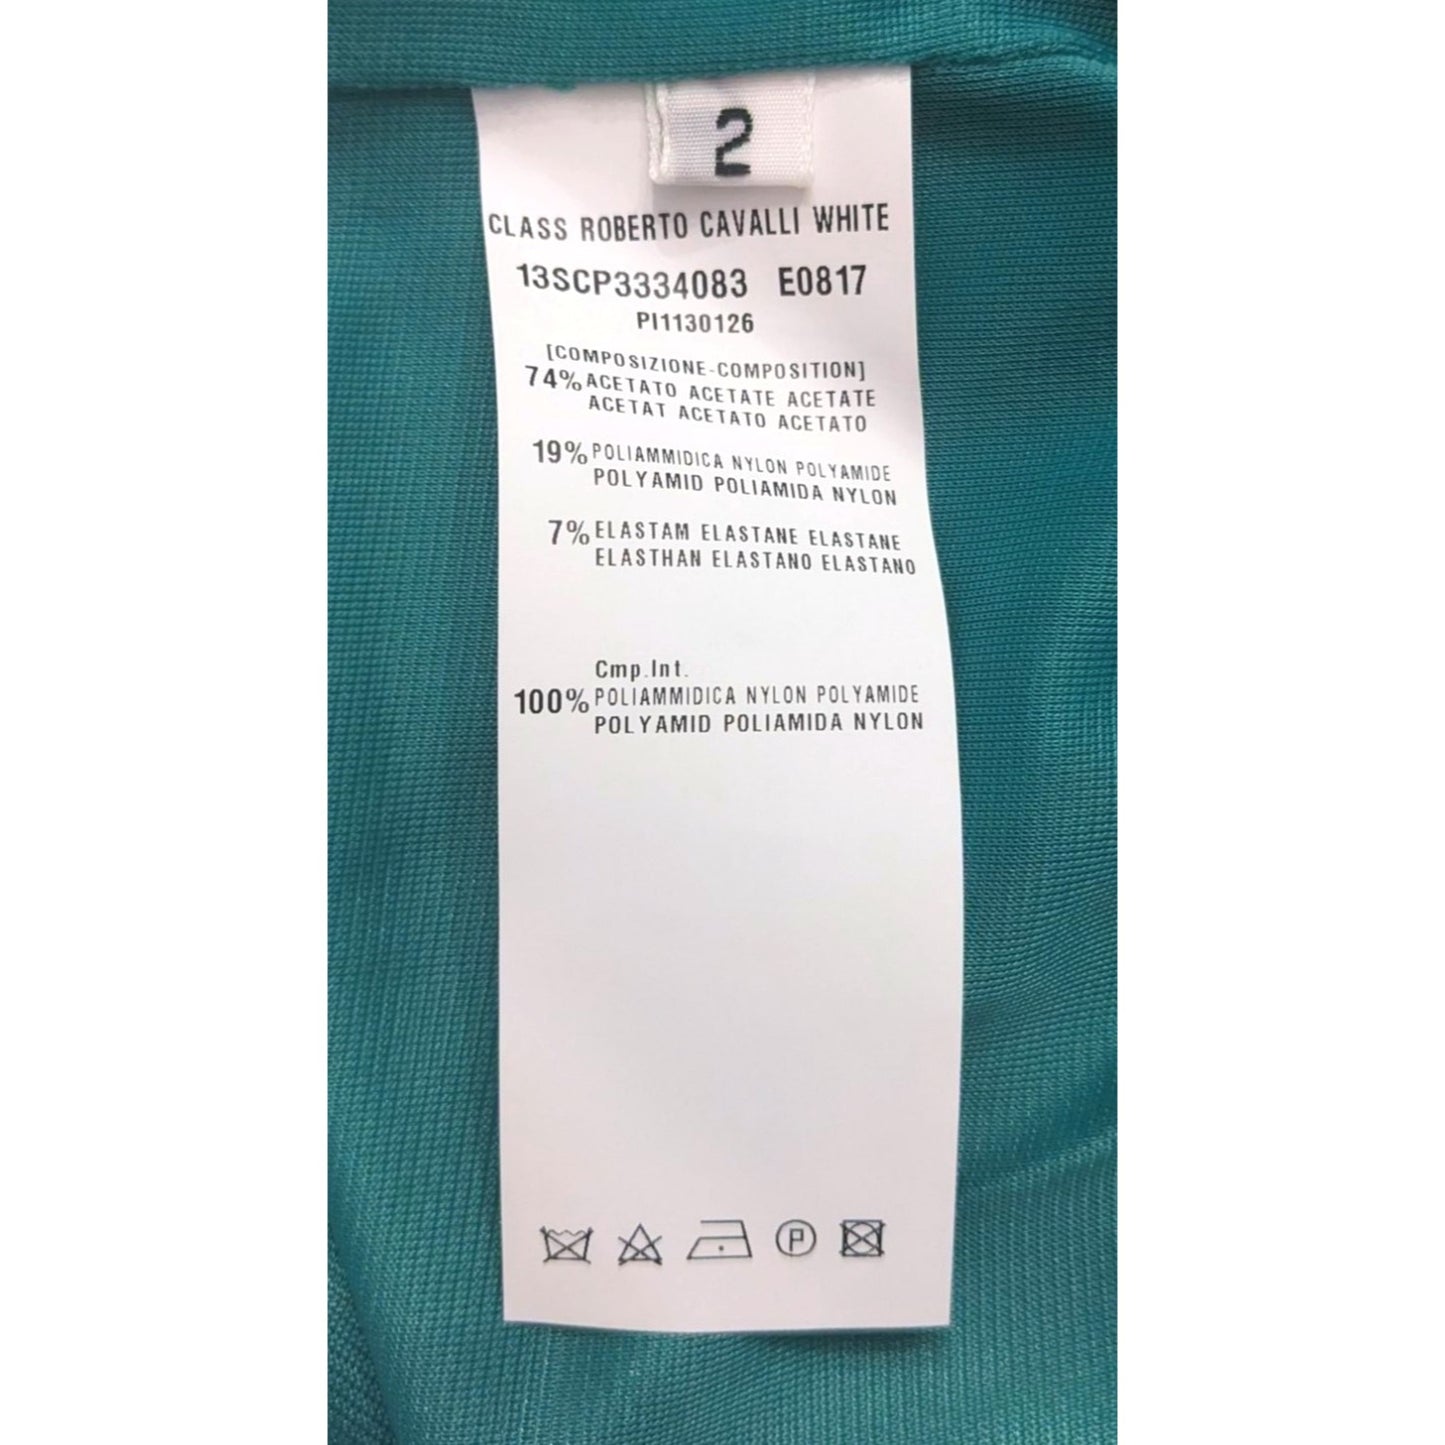 2
CLASS ROBERTO CAVALLI WHITE
13SCP3334083 E0817
PI1130126
[COMPOSIZIONE-COMPOSITION]
74% ACETATO ACETATE ACETATE
ACETAT ACETATO ACETATO
19% POLIAMMIDICA NYLON POLYAMIDE
POLYAMID POLIAMIDA NYLON
7% ELASTAM ELASTANE ELASTANE
ELASTHAN ELASTANO ELASTANO
Cmp.Int.
100% POLIAMMIDICA NYLON POLYAMIDE
POLYAMID POLIAMIDA NYLON
P